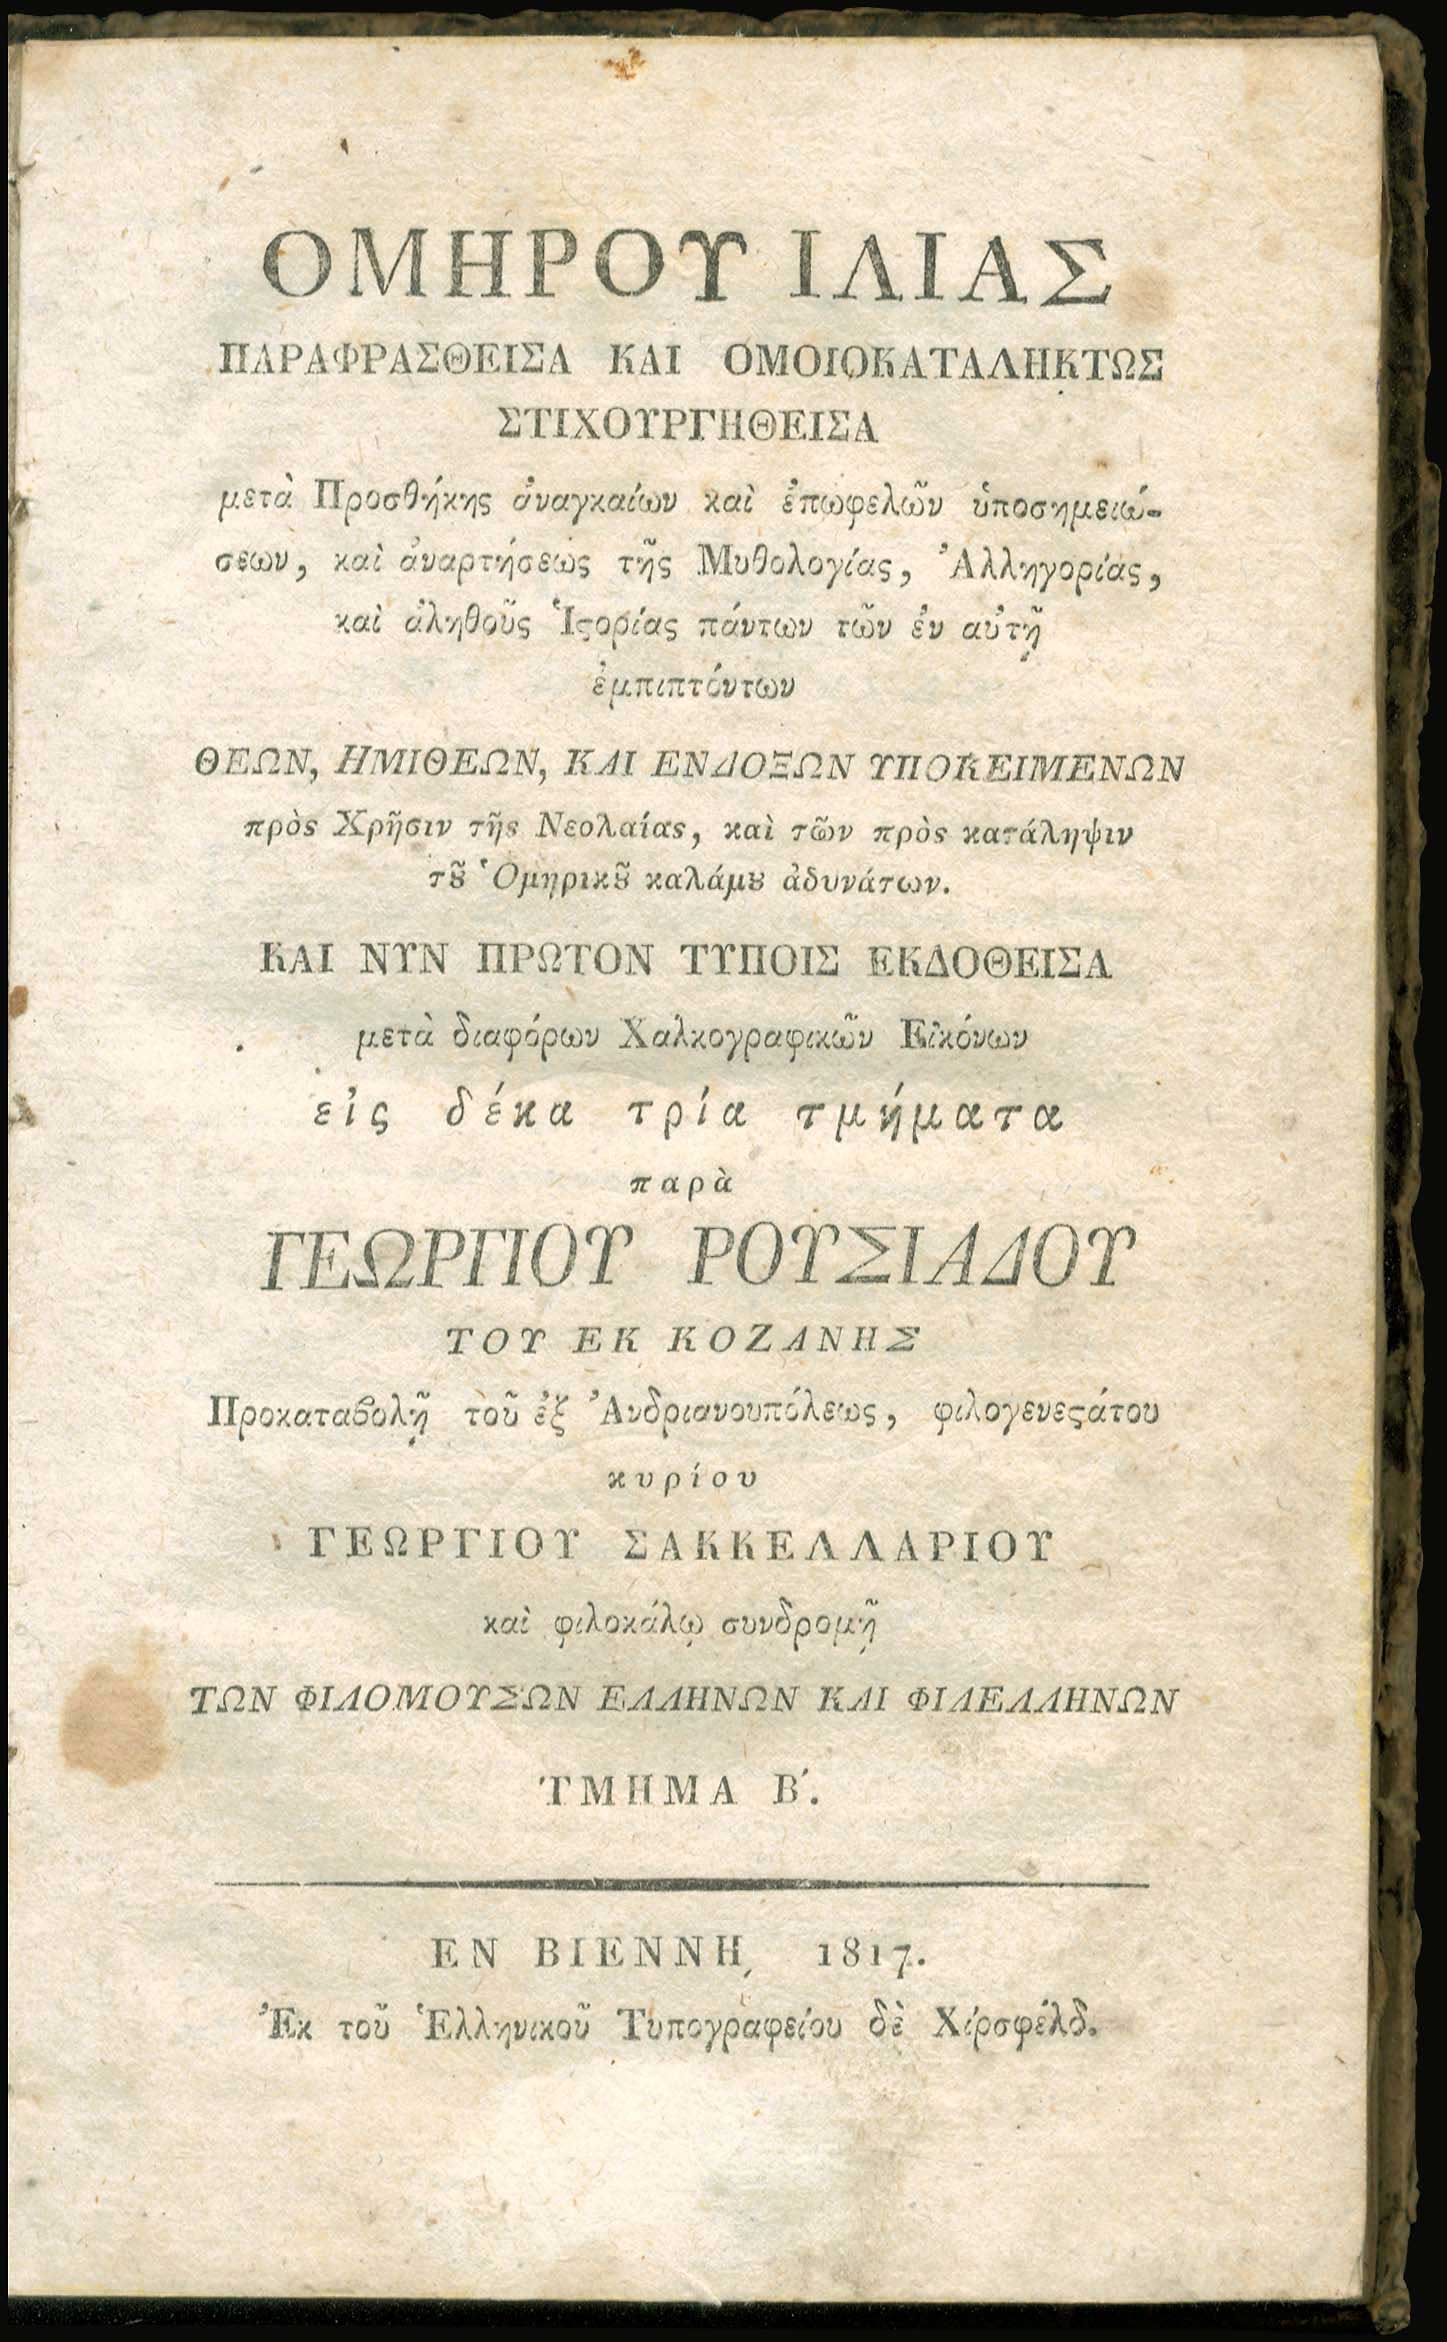 ΟΜΗΡΟΥ ΙΛΙΑΣ
ΠΑΡΑΦΡΑΣΘΕΙΣΑ ΚΑΙ ΟΜΟΙΟΚΑΤΑΛΗΚΤΩΣ
ΣΤΙΧΟΥΡΓΗΘΕΙΣΑ
μετὰ Προσθήκης ἀναγκαίων καὶ ἐπωφελῶν ὑποσημειώ-
σεων, καὶ ἀναρτήσεως τῆς Μυθολογίας, Ἀλληγορίας,
καὶ ἀληθοῦς Ἱϛορίας πάντων τῶν ἐν αὐτῇ
ἐμπιπτόντων
ΘΕΩΝ, ΗΜΙΘΕΩΝ, ΚΑΙ ΕΝΔΟΞΩΝ ΥΠΟΚΕΙΜΕΝΩΝ
πρὸς Χρῆσιν τῆς Νεολαίας, καὶ τῶν πρὸς κατάληψιν
τȣ͂ Ὁμηρικȣ͂ καλάμȣ ἀδυνάτων.
ΚΑΙ ΝΥΝ ΠΡΩΤΟΝ ΤΥΠΟΙΣ ΕΚΔΟΘΕΙΣΑ
μετὰ διαφόρων Χαλκογραφικῶν Εἰκόνων
εἰς δέκα τρία τμήματα
παρὰ
ΓΕΩΡΓΙΟΥ ΡΟΥΣΙΑΔΟΥ
ΤΟΥ ΕΚ ΚΟΖΑΝΗΣ
Προκαταβολῇ τοῦ ἐξ Ἀνδριανουπόλεως, φιλογενεϛάτου
κυρίου
ΓΕΩΡΓΙΟΥ ΣΑΚΚΕΛΛΑΡΙΟΥ
καὶ φιλοκάλῳ συνδρομῇ
ΤΩΝ ΦΙΛΟΜΟΥΣΩΝ ΕΛΛΗΝΩΝ ΚΑΙ ΦΙΛΕΛΛΗΝΩΝ
ΤΜΗΜΑ Β΄.
ΕΝ ΒΙΕΝΝῌ 1817.
Ἐκ τοῦ Ἑλληνικοῦ Τυπογραφείου δὲ Χίρσφέλδ.